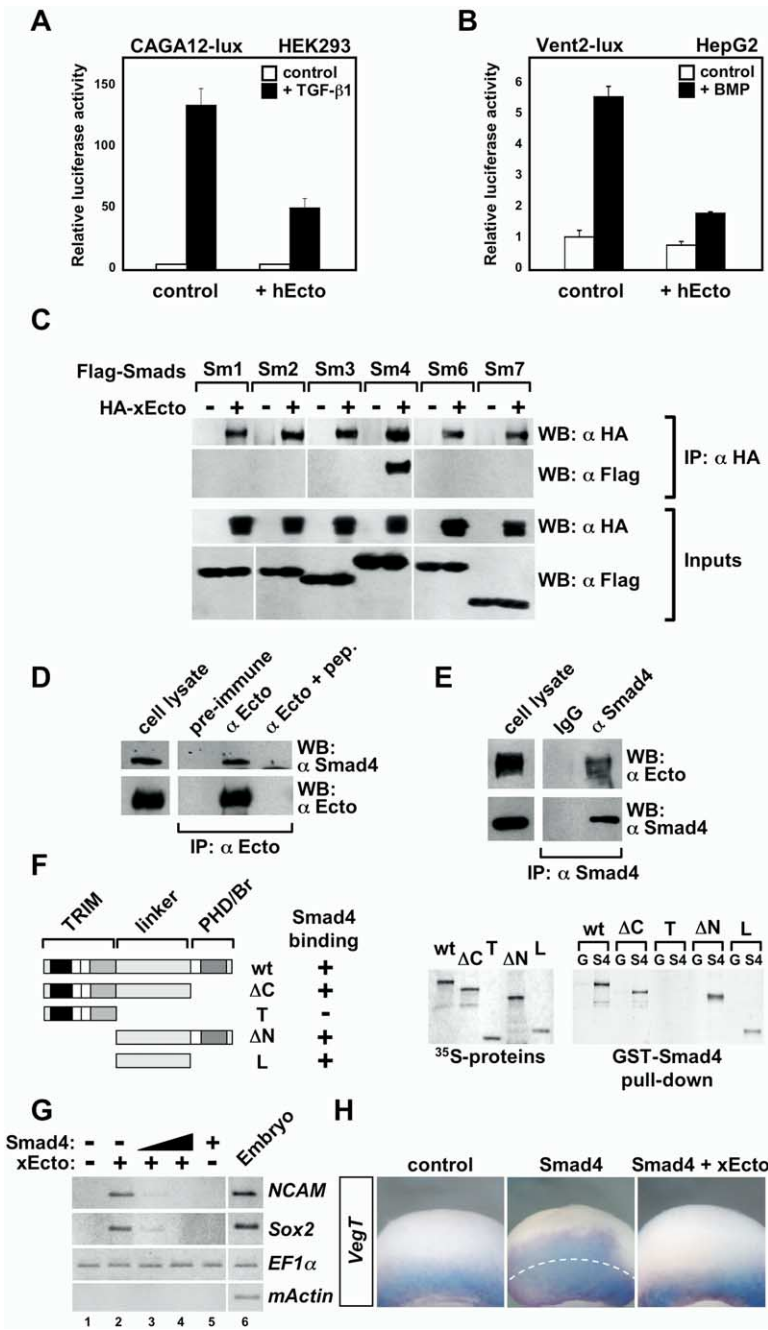 A
CAGA12-lux HEK293
control
+ TGF-β1
Relative luciferase activity
150
100
50
0
control + hEcto
B
Vent2-lux HepG2
control
+ BMP
Relative luciferase activity
6
5
4
3
2
1
0
control + hEcto
C
Flag-Smads Sm1 Sm2 Sm3 Sm4 Sm6 Sm7
HA-xEcto - + - + - + - + - + - +
WB: α HA
WB: α Flag
IP: α HA
WB: α HA
WB: α Flag
Inputs
D
cell lysate
pre-immune
α Ecto
α Ecto + pep.
WB:
α Smad4
WB:
α Ecto
IP: α Ecto
E
cell lysate
IgG
α Smad4
WB:
α Ecto
WB:
α Smad4
IP: α Smad4
F
TRIM
linker
PHD/Br
Smad4
binding
wt +
ΔC +
T -
ΔN +
L +
wt ΔC T ΔN L
35S-proteins
wt ΔC T ΔN L
G S4 G S4 G S4 G S4 G S4
GST-Smad4
pull-down
G
Smad4: - - +
Embryo
xEcto: - + + + -
NCAM
Sox2
EF1α
mActin
1 2 3 4 5 6
H
control Smad4 Smad4 + xEcto
VegT